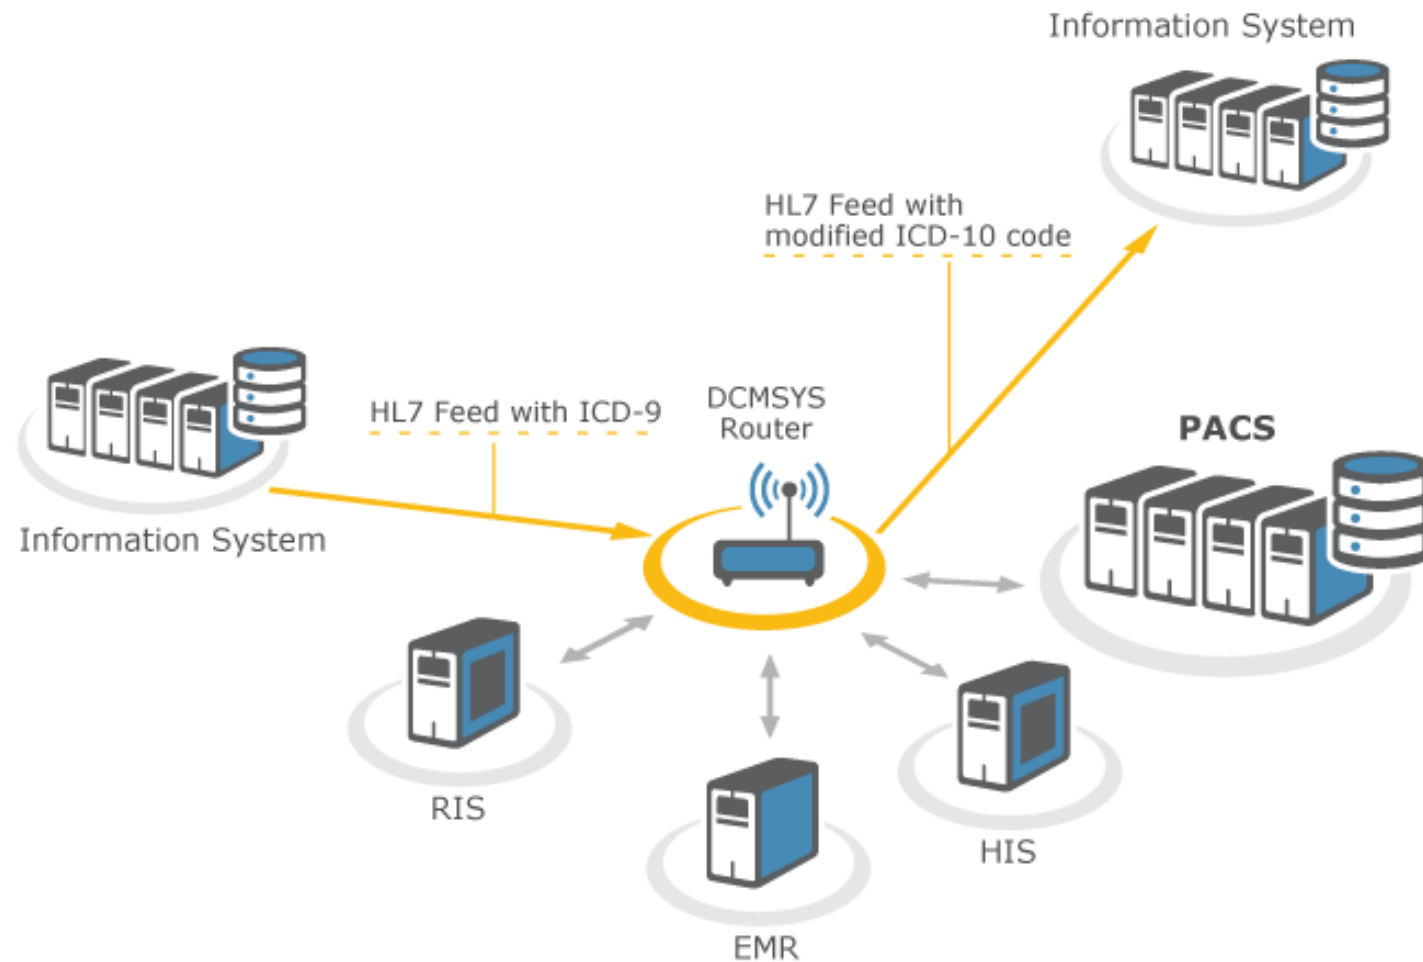 Information System
HL7 Feed with
modified ICD-10 code
HL7 Feed with ICD-9
DCMSYS
Router
PACS
Information System
RIS
HIS
EMR